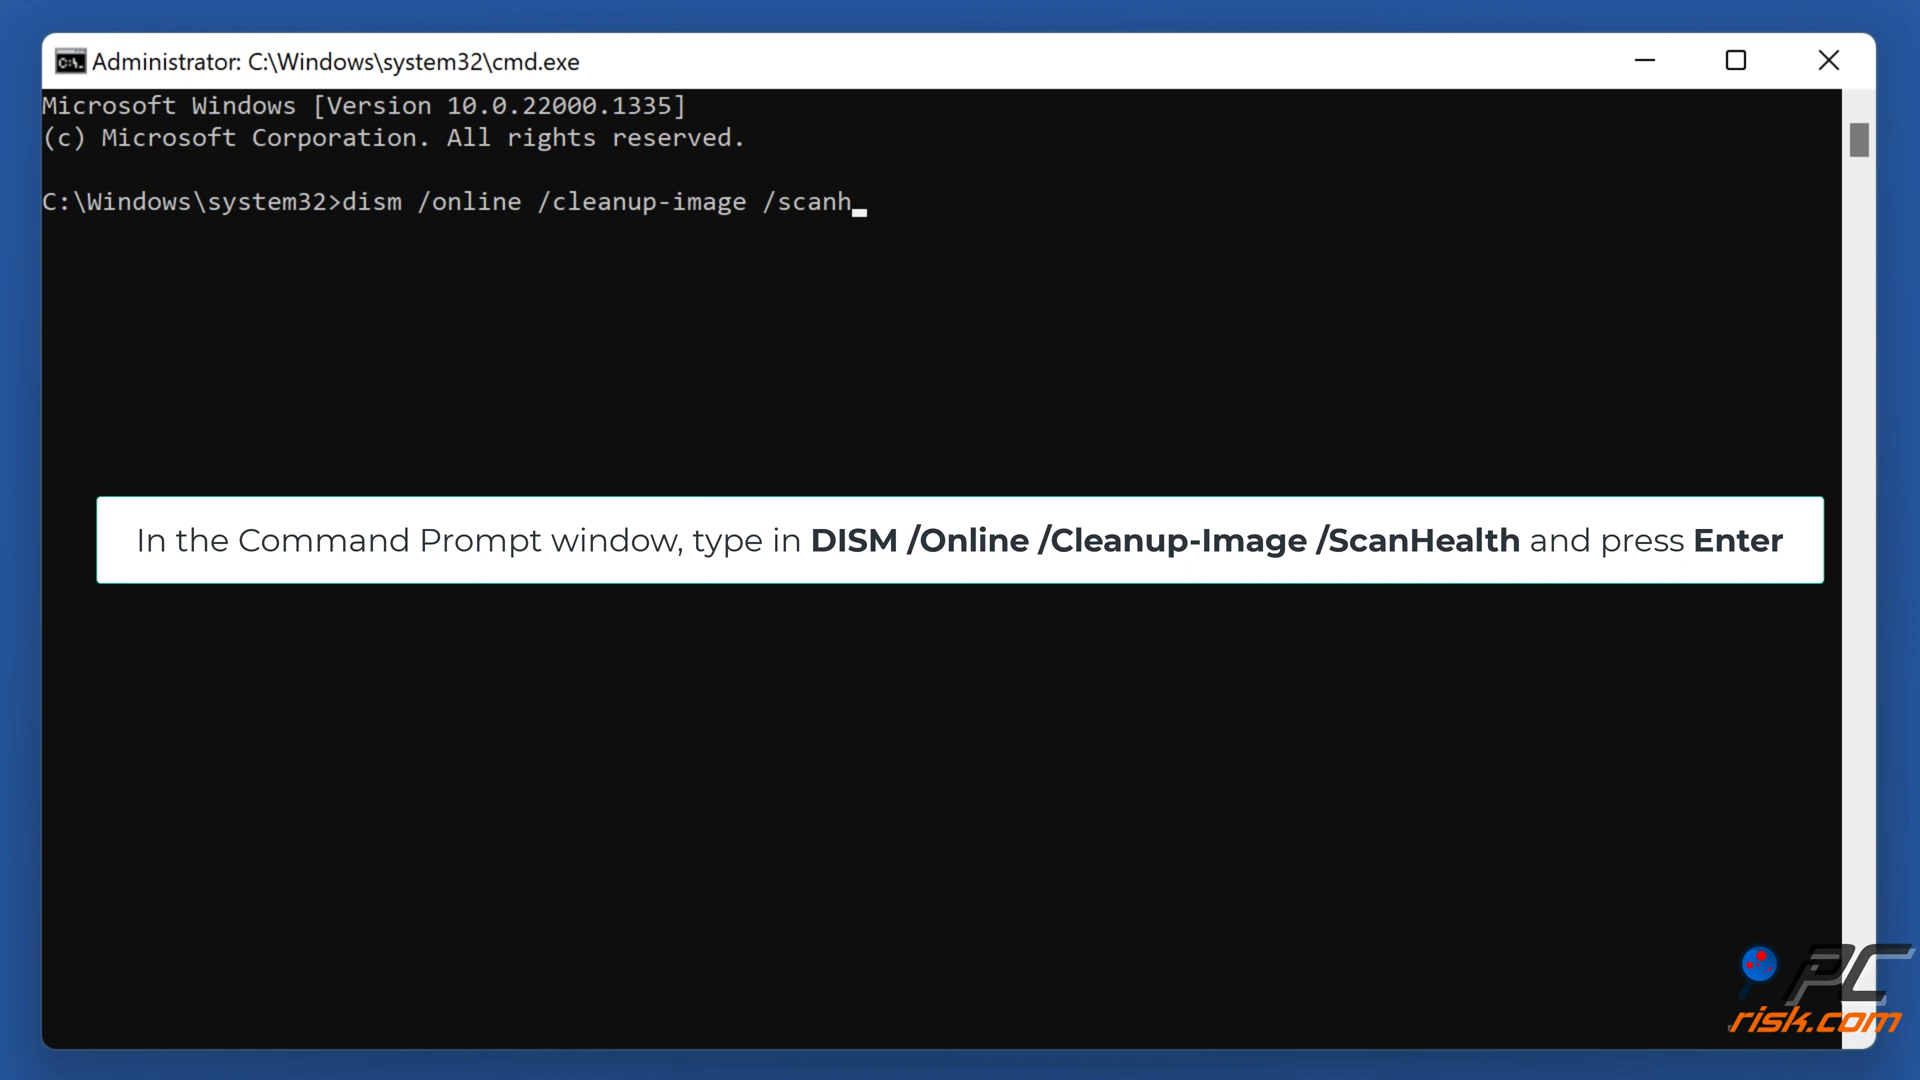 Administrator: C:\Windows\system32\cmd.exe
Microsoft Windows [Version 10.0.22000.1335]
(c) Microsoft Corporation. All rights reserved.
C:\Windows\system32>dism /online /cleanup-image /scanh
In the Command Prompt window, type in DISM /Online /Cleanup-Image /ScanHealth and press Enter
PC
risk.com